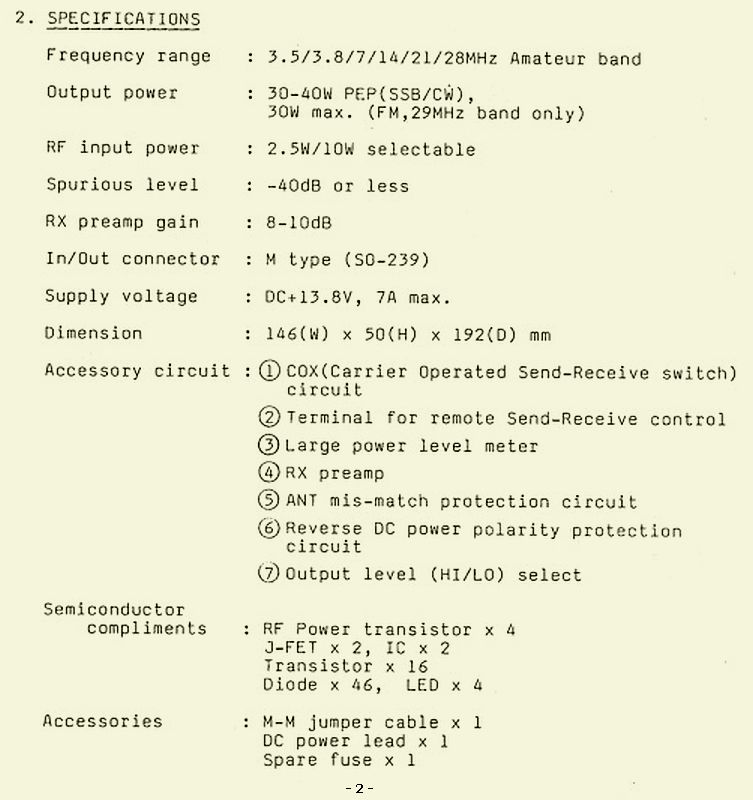 2. SPECIFICATIONS
Frequency range : 3.5/3.8/7/14/21/28MHz Amateur band
Output power : 30-40W PEP(SSB/CW),
30W max. (FM,29MHz band only)
RF input power : 2.5W/10W selectable
Spurious level : -40dB or less
RX preamp gain : 8-10dB
In/Out connector : M type (SO-239)
Supply voltage : DC+13.8V, 7A max.
Dimension : 146(W) x 50(H) x 192(D) mm
Accessory circuit : ① COX(Carrier Operated Send-Receive switch)
circuit
② Terminal for remote Send-Receive control
③ Large power level meter
④ RX preamp
⑤ ANT mis-match protection circuit
⑥ Reverse DC power polarity protection
circuit
⑦ Output level (HI/LO) select
Semiconductor
compliments : RF Power transistor x 4
J-FET x 2, IC x 2
Transistor x 16
Diode x 46, LED x 4
Accessories : M-M jumper cable x 1
DC power lead x 1
Spare fuse x 1
-2-